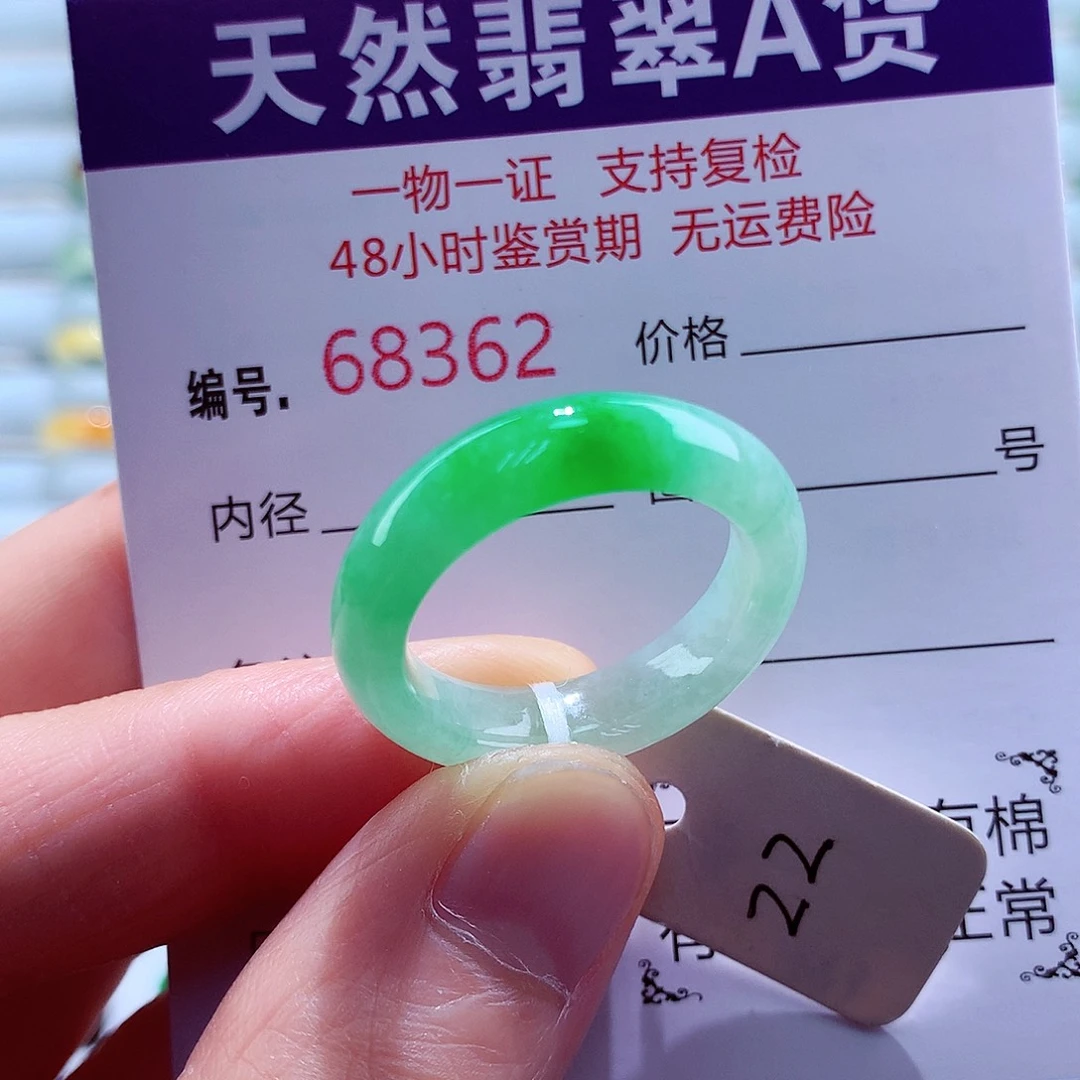 天然翡翠A货
一物一证 支持复检
48小时鉴赏期 无运费险
编号. 68362 价格
内径 号
有棉
正常
22